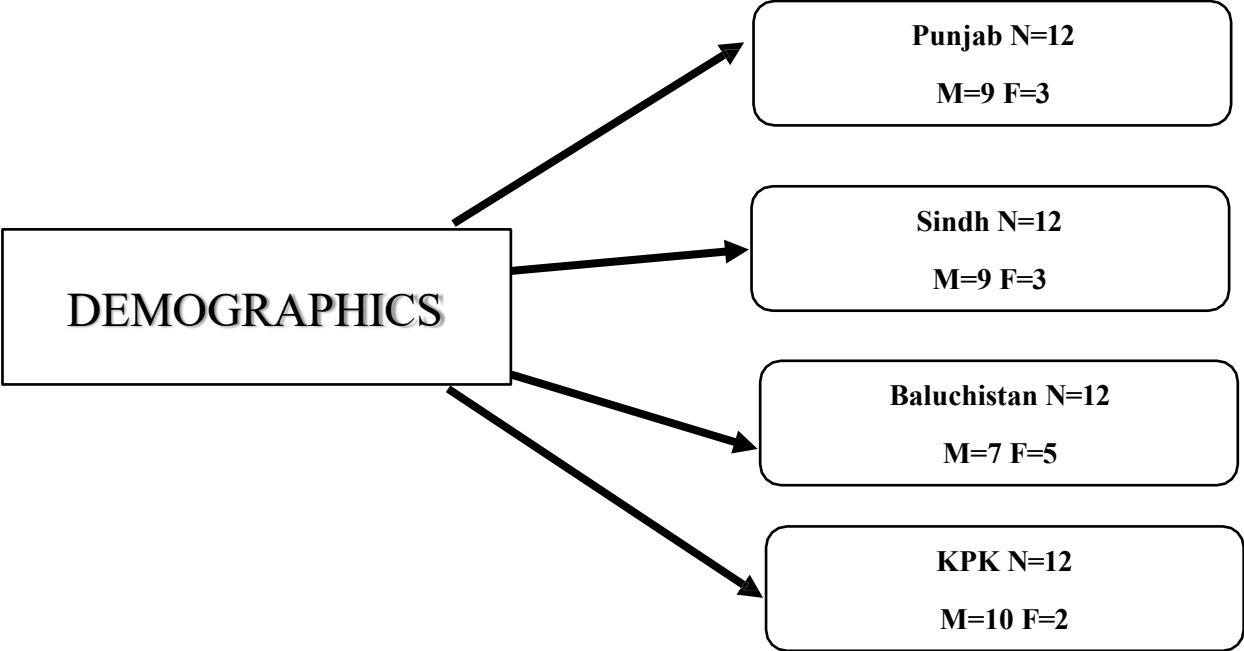 Punjab N=12
M=9 F=3
Sindh N=12
M=9 F=3
DEMOGRAPHICS
Baluchistan N=12
M=7 F=5
KPK N=12
M=10 F=2